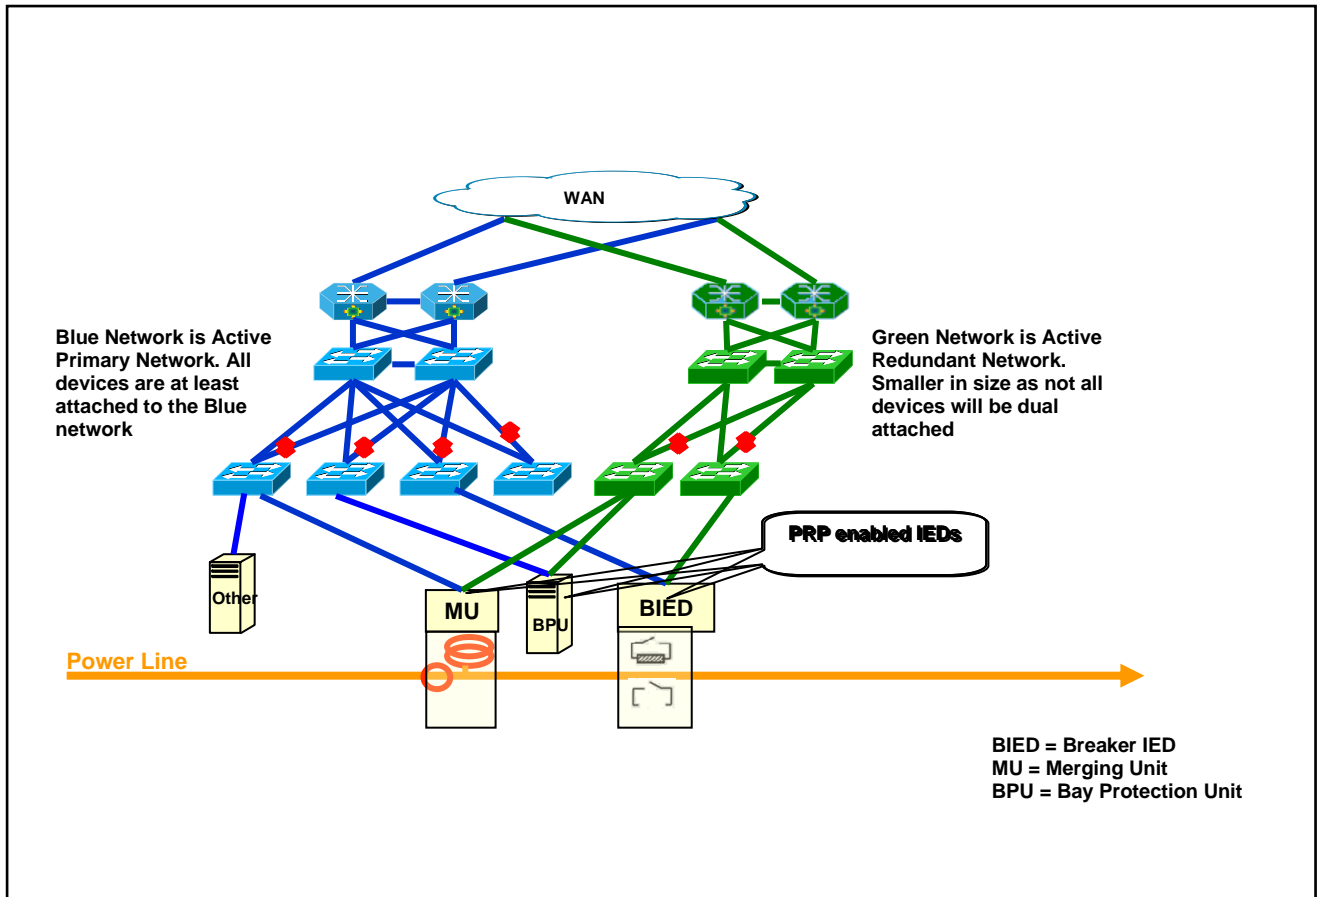 WAN
Blue Network is Active
Primary Network. All
devices are at least
attached to the Blue
network
Green Network is Active
Redundant Network.
Smaller in size as not all
devices will be dual
attached
PRP enabled IEDs
Other
MU
BPU
BIED
Power Line
BIED = Breaker IED
MU = Merging Unit
BPU = Bay Protection Unit